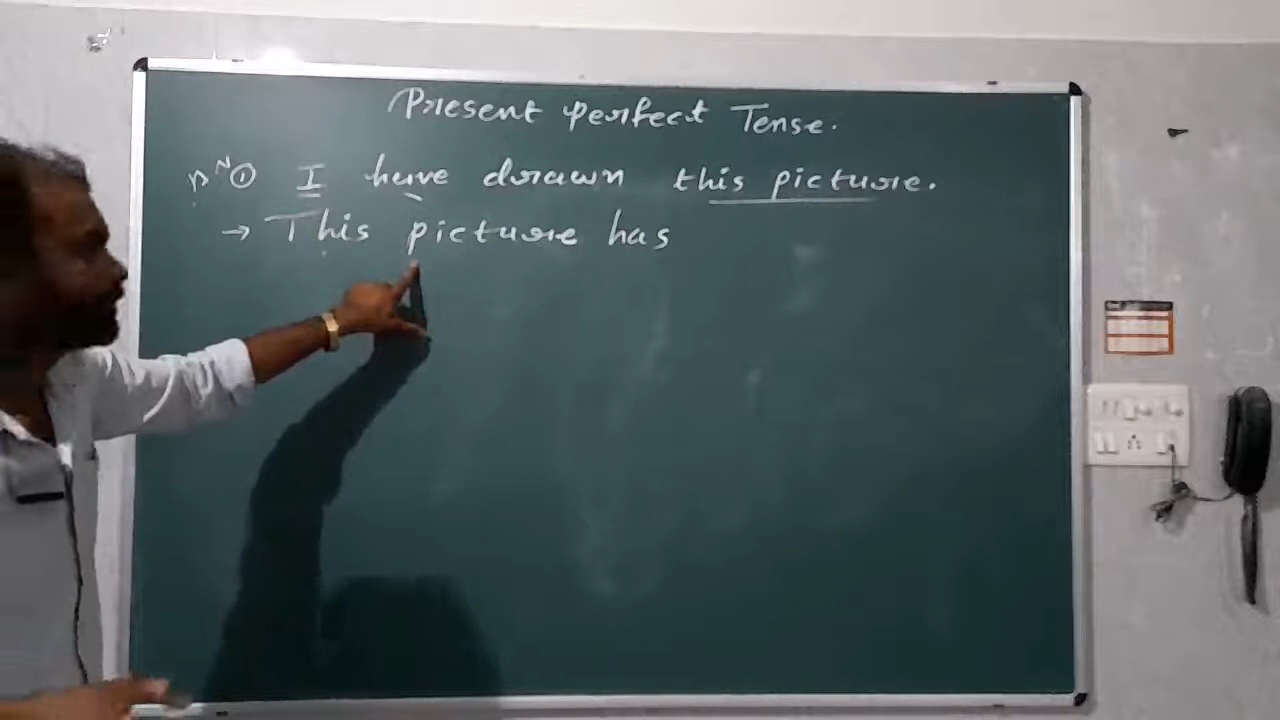 Present perfect Tense.
I have drawn this picture.
→ This picture has